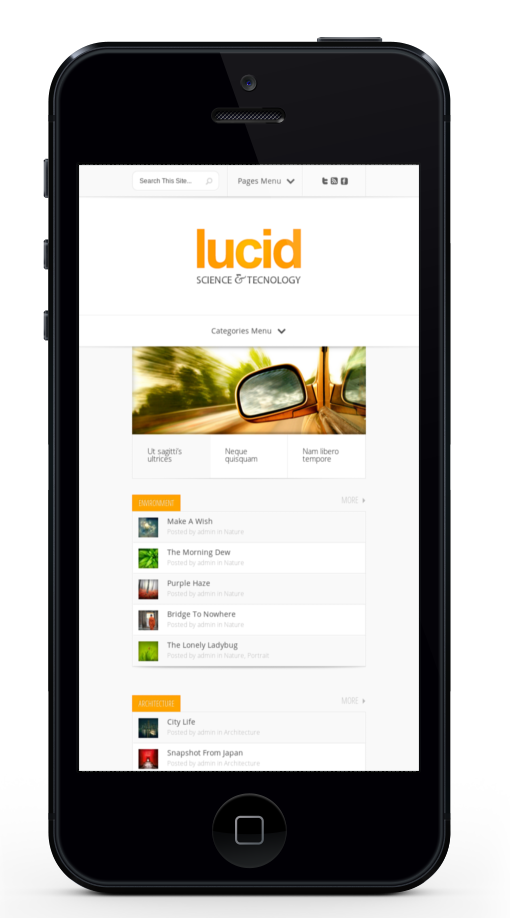 Search This Site...
Pages Menu
lucid
SCIENCE & TECNOLOGY
Categories Menu
Ut sagitti's
ultrices
Neque
quisquam
Nam libero
tempore
ENVIRONMENT
MORE
Make A Wish
Posted by admin in Nature
The Morning Dew
Posted by admin in Nature
Purple Haze
Posted by admin in Nature
Bridge To Nowhere
Posted by admin in Nature
The Lonely Ladybug
Posted by admin in Nature, Portrait
ARCHITECTURE
MORE
City Life
Posted by admin in Architecture
Snapshot From Japan
Posted by admin in Architecture